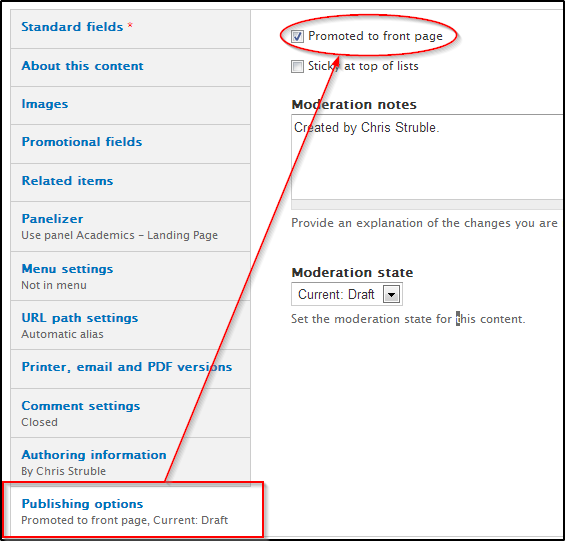 Standard fields *
About this content
Images
Promotional fields
Related items
Panelizer
Use panel Academics – Landing Page
Menu settings
Not in menu
URL path settings
Automatic alias
Printer, email and PDF versions
Comment settings
Closed
Authoring information
By Chris Struble
Publishing options
Promoted to front page, Current: Draft
Promoted to front page
Sticky at top of lists
Moderation notes
Created by Chris Struble.
Provide an explanation of the changes you are
Moderation state
Current: Draft
Set the moderation state for this content.